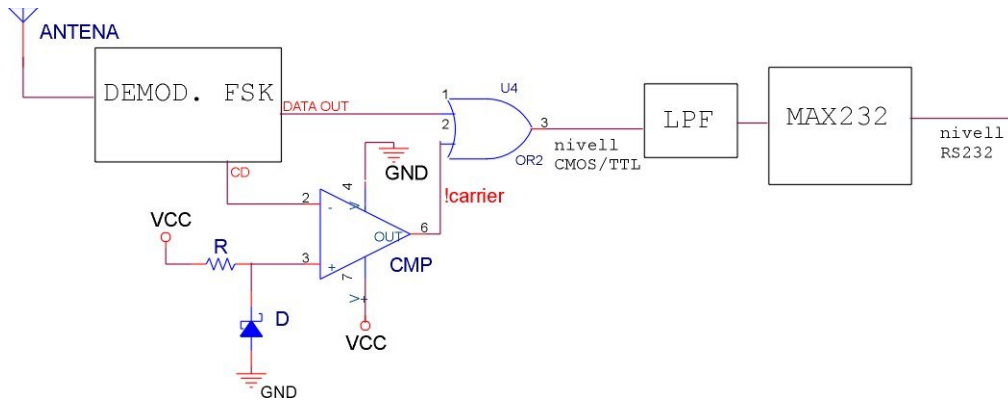 ANTENA
DEMOD. FSK
DATA OUT
CD
1
2
3
U4
OR2
nivell
CMOS/TTL
LPF
MAX232
nivell
RS232
GND
!carrier
4
V-
2
-
3
+
OUT
6
CMP
7
V+
VCC
R
D
GND
VCC